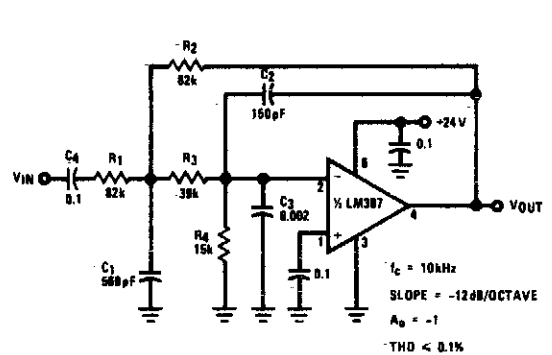 R2
82k
C2
150pF
+24V
0.1
6
C4
R1
R3
VIN
0.1
82k
39k
2
−
½ LM387
4
VOUT
C3
0.002
R4
15k
1
+
3
C1
560pF
0.1
fc = 10kHz
SLOPE = -12dB/OCTAVE
Ao = -1
THD < 0.1%